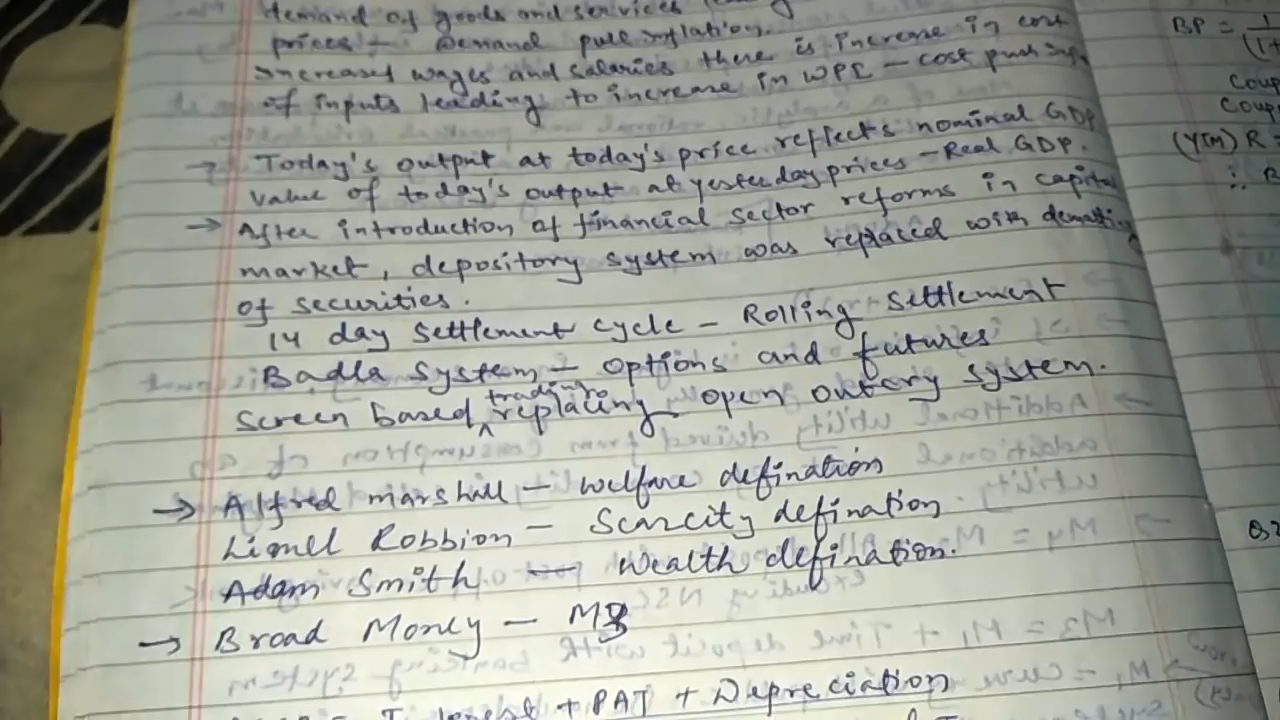 demand of goods and services
prices - Demand pull inflation.
Increased wages and salaries there is increase in cost
of inputs leading to increase in WPI - cost push
→ Today's output at today's price reflects nominal GDP
value of today's output at yesterday prices - Real GDP.
→ After introduction of financial sector reforms in capital
market, depository system was replaced with
of securities.
14 day settlement cycle - Rolling settlement
Badla system - options and futures
screen based trading replacing open outcry system.
→ Alfred marshall - welfare defination
Lionel Robbion - Scarcity defination
Adam Smith - wealth defination.
→ Broad Money - M3
+ PAT + Depreciation
BP = 1
(1+
Coup
Coup
(YTM) R =
∴ R